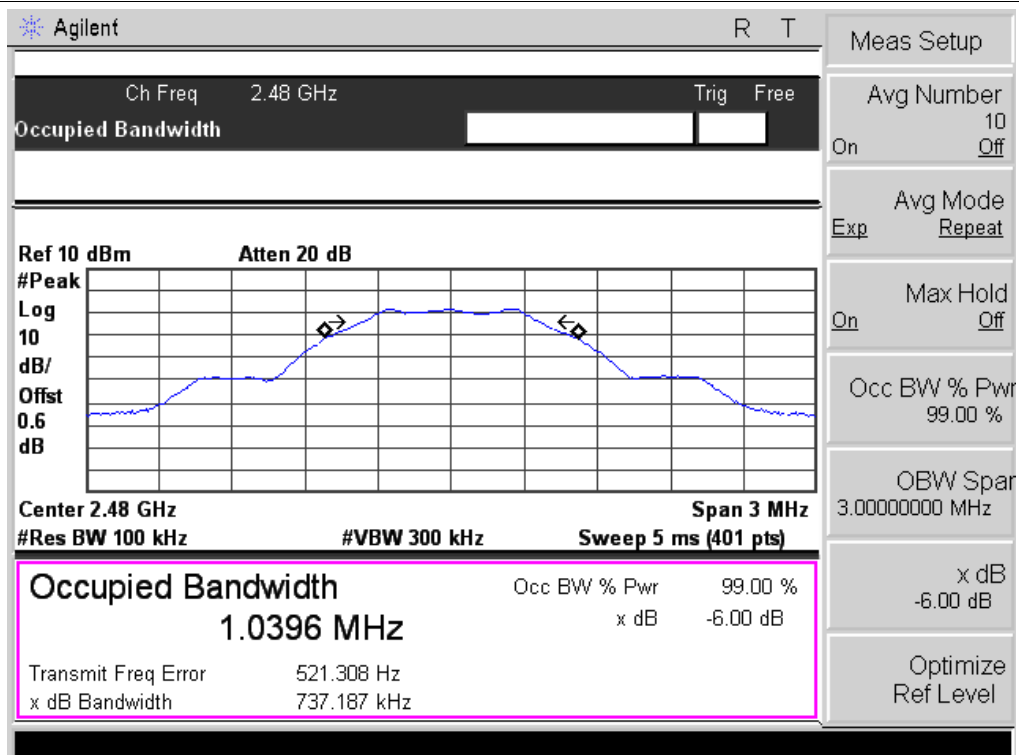 Agilent R T
Ch Freq 2.48 GHz Trig Free
Occupied Bandwidth
Ref 10 dBm Atten 20 dB
#Peak
Log
10
dB/
Offst
0.6
dB
Center 2.48 GHz Span 3 MHz
#Res BW 100 kHz #VBW 300 kHz Sweep 5 ms (401 pts)
Occupied Bandwidth Occ BW % Pwr 99.00 %
1.0396 MHz x dB -6.00 dB
Transmit Freq Error 521.308 Hz
x dB Bandwidth 737.187 kHz
Meas Setup
Avg Number
10
On Off
Avg Mode
Exp Repeat
Max Hold
On Off
Occ BW % Pwr
99.00 %
OBW Span
3.00000000 MHz
x dB
-6.00 dB
Optimize
Ref Level